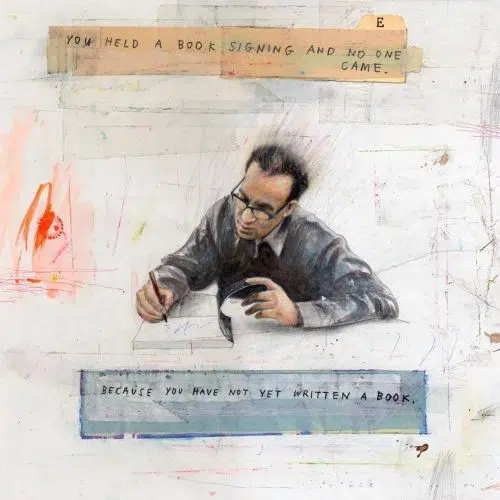 E
YOU HELD A BOOK SIGNING AND NO ONE
CAME.
BECAUSE YOU HAVE NOT YET WRITTEN A BOOK.